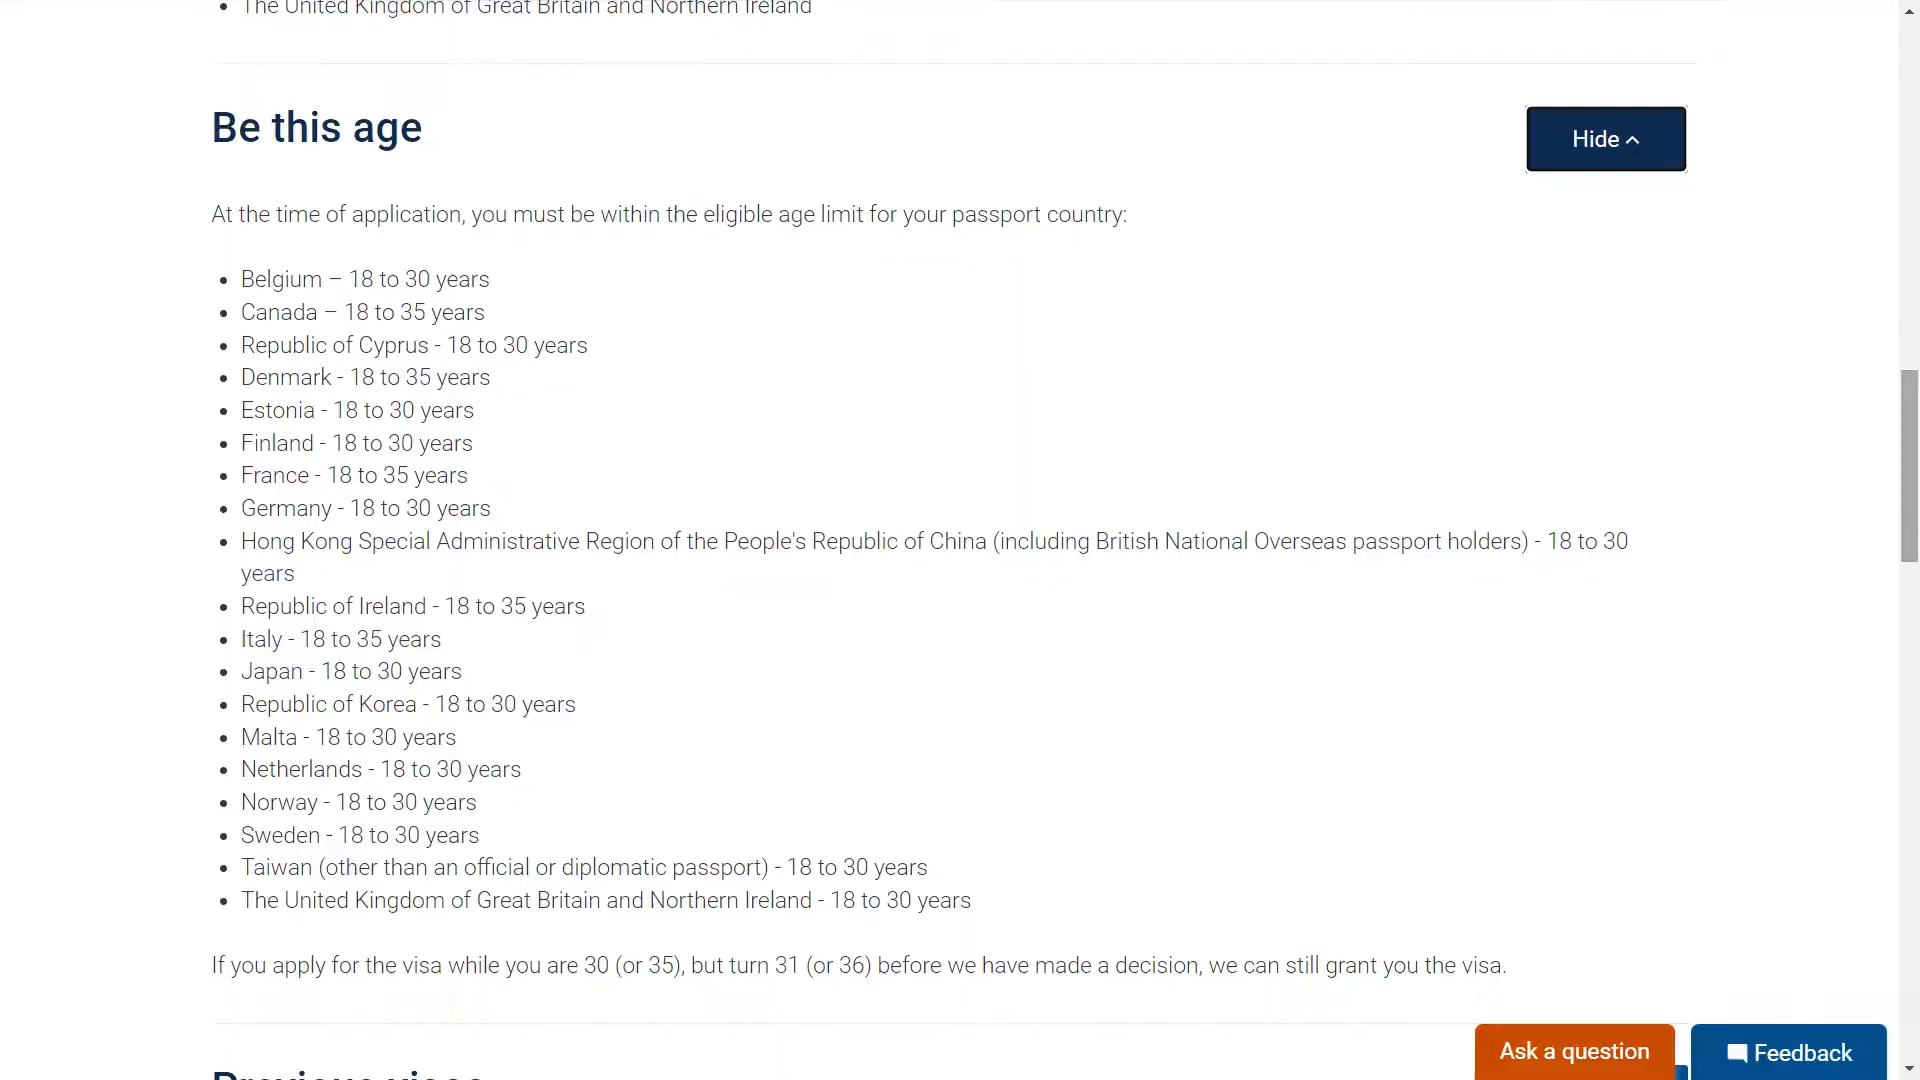 The United Kingdom of Great Britain and Northern Ireland
Be this age
Hide
At the time of application, you must be within the eligible age limit for your passport country:
Belgium – 18 to 30 years
Canada – 18 to 35 years
Republic of Cyprus - 18 to 30 years
Denmark - 18 to 35 years
Estonia - 18 to 30 years
Finland - 18 to 30 years
France - 18 to 35 years
Germany - 18 to 30 years
Hong Kong Special Administrative Region of the People's Republic of China (including British National Overseas passport holders) - 18 to 30
years
Republic of Ireland - 18 to 35 years
Italy - 18 to 35 years
Japan - 18 to 30 years
Republic of Korea - 18 to 30 years
Malta - 18 to 30 years
Netherlands - 18 to 30 years
Norway - 18 to 30 years
Sweden - 18 to 30 years
Taiwan (other than an official or diplomatic passport) - 18 to 30 years
The United Kingdom of Great Britain and Northern Ireland - 18 to 30 years
If you apply for the visa while you are 30 (or 35), but turn 31 (or 36) before we have made a decision, we can still grant you the visa.
Ask a question
Feedback